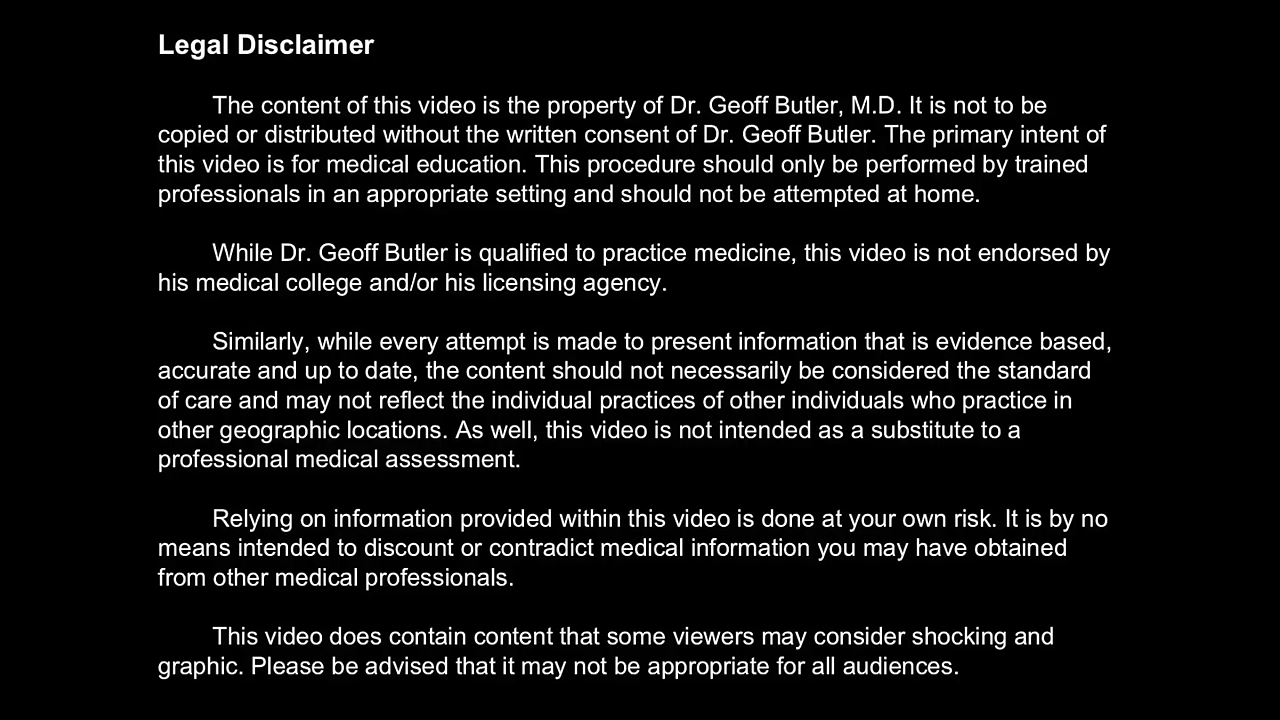 Legal Disclaimer
The content of this video is the property of Dr. Geoff Butler, M.D. It is not to be
copied or distributed without the written consent of Dr. Geoff Butler. The primary intent of
this video is for medical education. This procedure should only be performed by trained
professionals in an appropriate setting and should not be attempted at home.
While Dr. Geoff Butler is qualified to practice medicine, this video is not endorsed by
his medical college and/or his licensing agency.
Similarly, while every attempt is made to present information that is evidence based,
accurate and up to date, the content should not necessarily be considered the standard
of care and may not reflect the individual practices of other individuals who practice in
other geographic locations. As well, this video is not intended as a substitute to a
professional medical assessment.
Relying on information provided within this video is done at your own risk. It is by no
means intended to discount or contradict medical information you may have obtained
from other medical professionals.
This video does contain content that some viewers may consider shocking and
graphic. Please be advised that it may not be appropriate for all audiences.